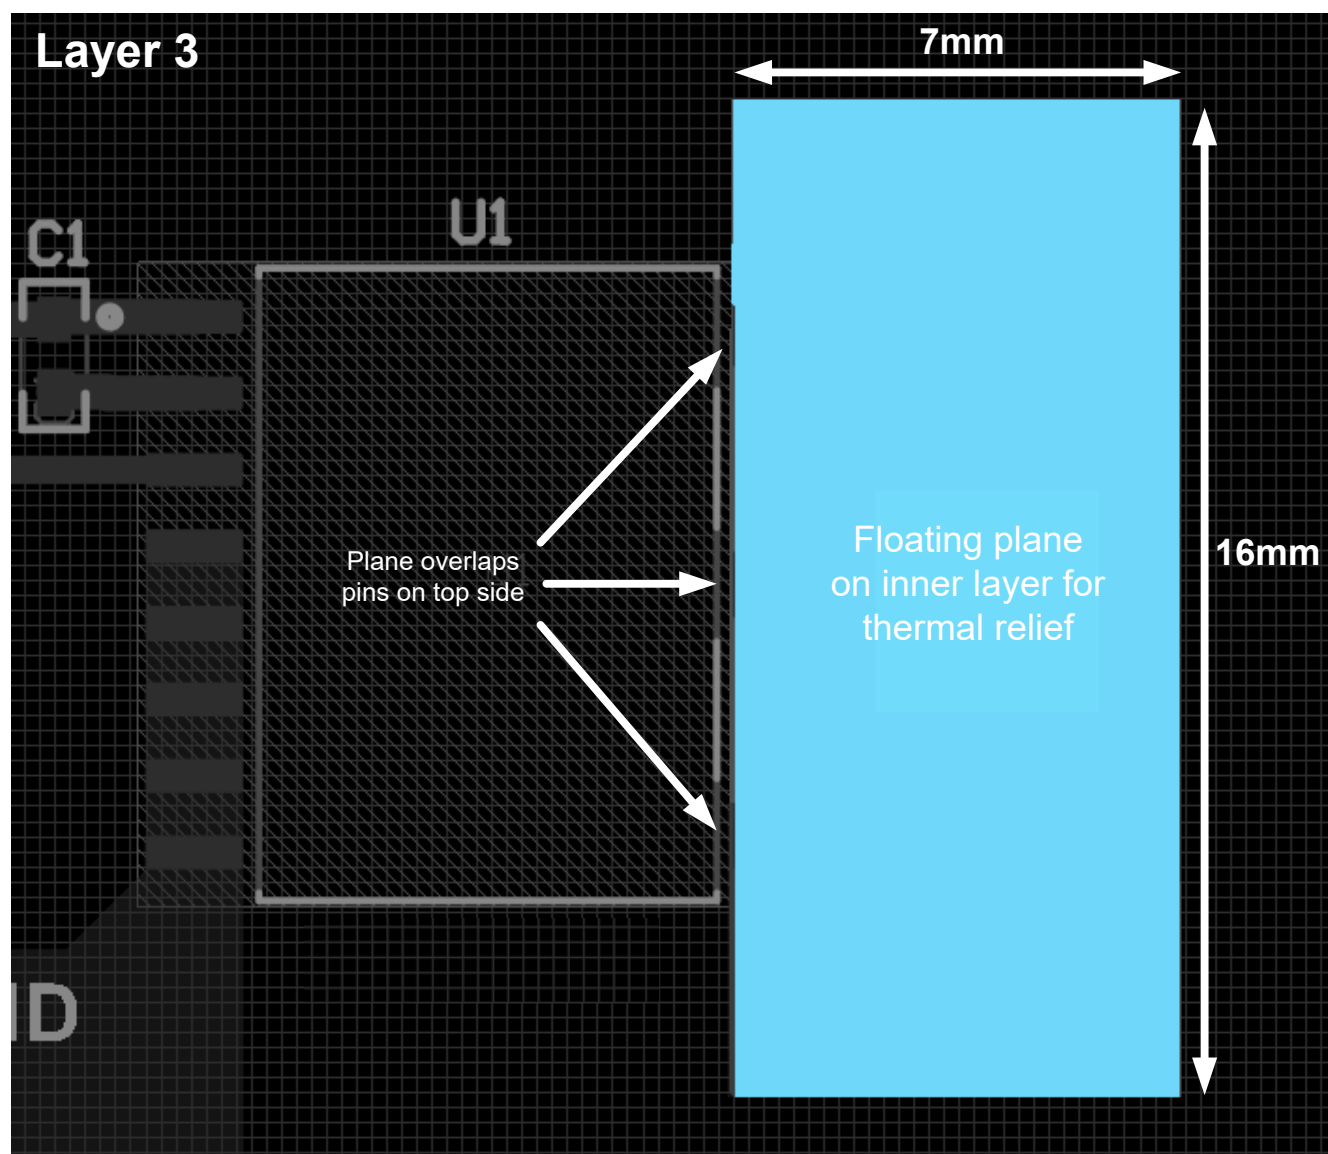 Layer 3
7mm
U1
C1
Plane overlaps
pins on top side
Floating plane
on inner layer for
thermal relief
16mm
D